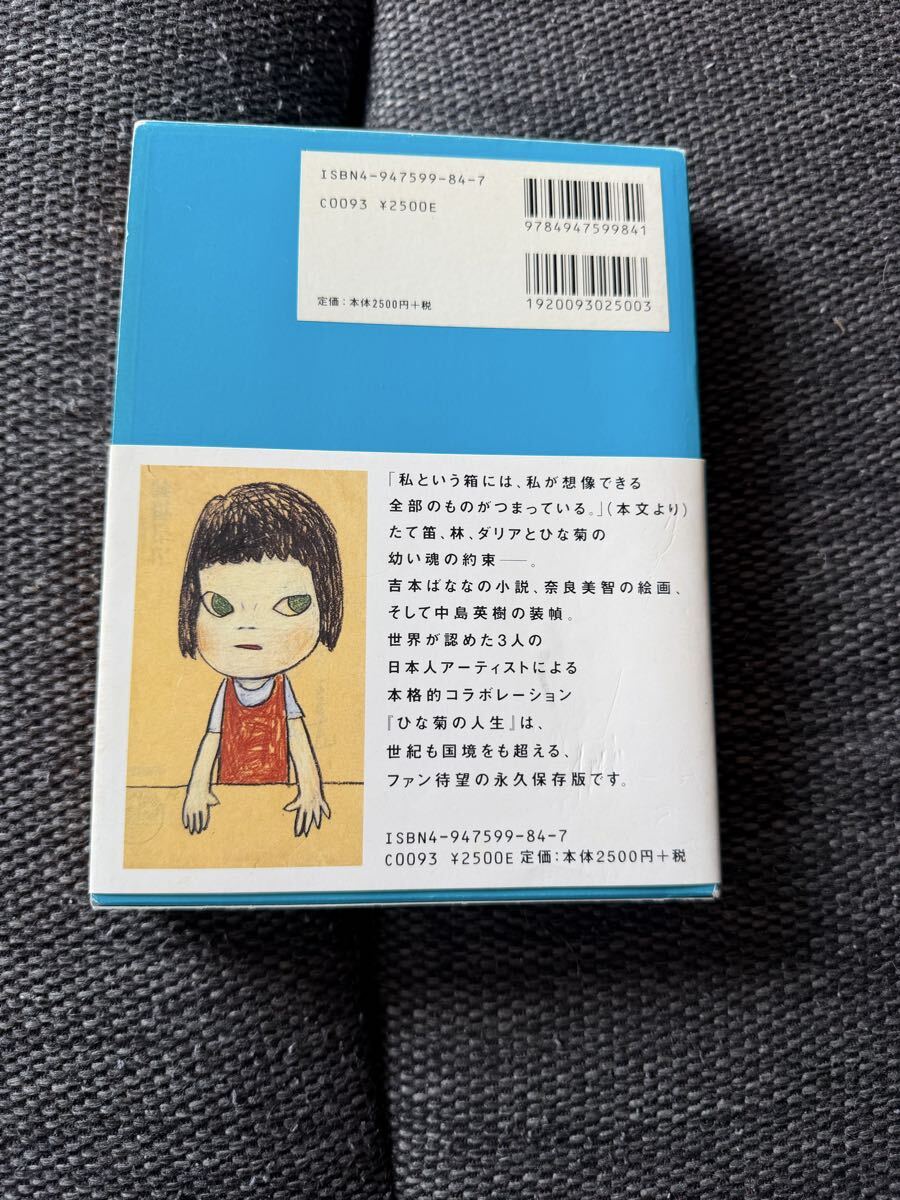 ISBN4-947599-84-7
C0093 ¥2500E
9784947599841
1920093025003
定価：本体2500円＋税
「私という箱には、私が想像できる
全部のものがつまっている。」（本文より）
たて笛、林、ダリアとひな菊の
幼い魂の約束――。
吉本ばななの小説、奈良美智の絵画、
そして中島英樹の装幀。
世界が認めた3人の
日本人アーティストによる
本格的コラボレーション
『ひな菊の人生』は、
世紀も国境をも超える、
ファン待望の永久保存版です。
ISBN4-947599-84-7
C0093 ¥2500E 定価：本体2500円＋税